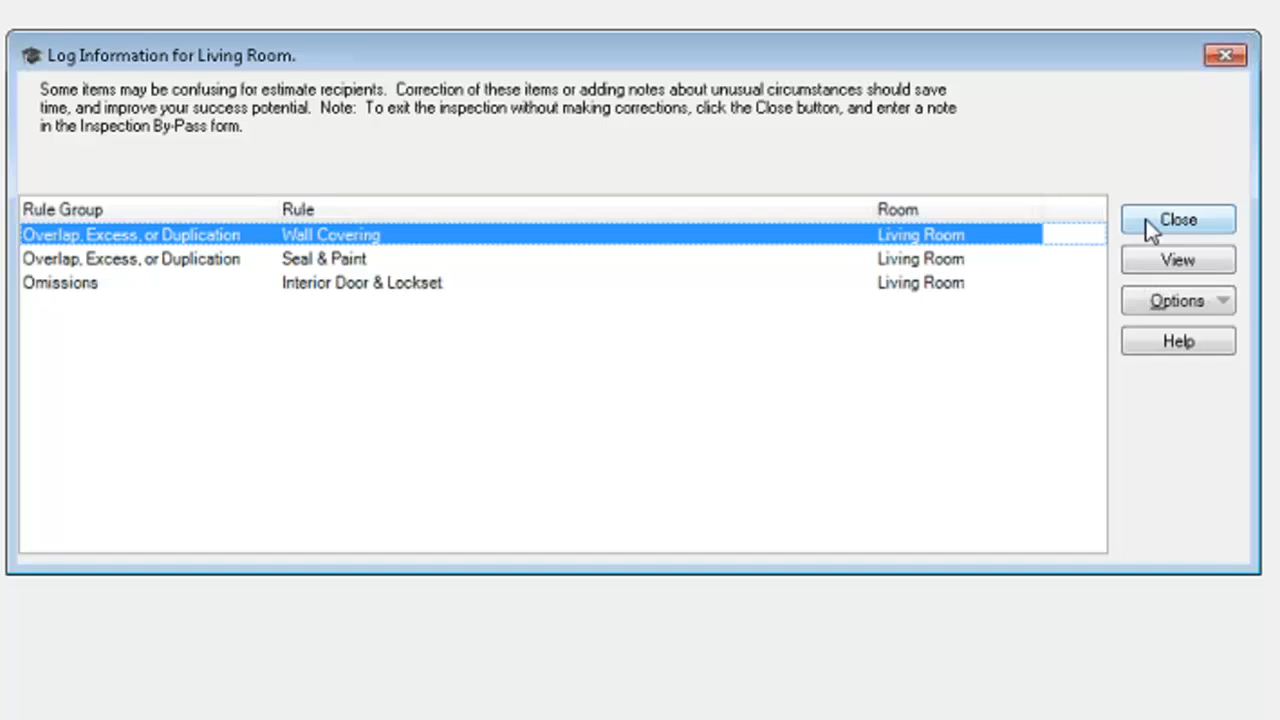 Log Information for Living Room.
Some items may be confusing for estimate recipients.  Correction of these items or adding notes about unusual circumstances should save
time, and improve your success potential.  Note:  To exit the inspection without making corrections, click the Close button, and enter a note
in the Inspection By-Pass form.
Rule Group Rule Room
Overlap, Excess, or Duplication Wall Covering Living Room
Overlap, Excess, or Duplication Seal & Paint Living Room
Omissions Interior Door & Lockset Living Room
Close
View
Options
Help